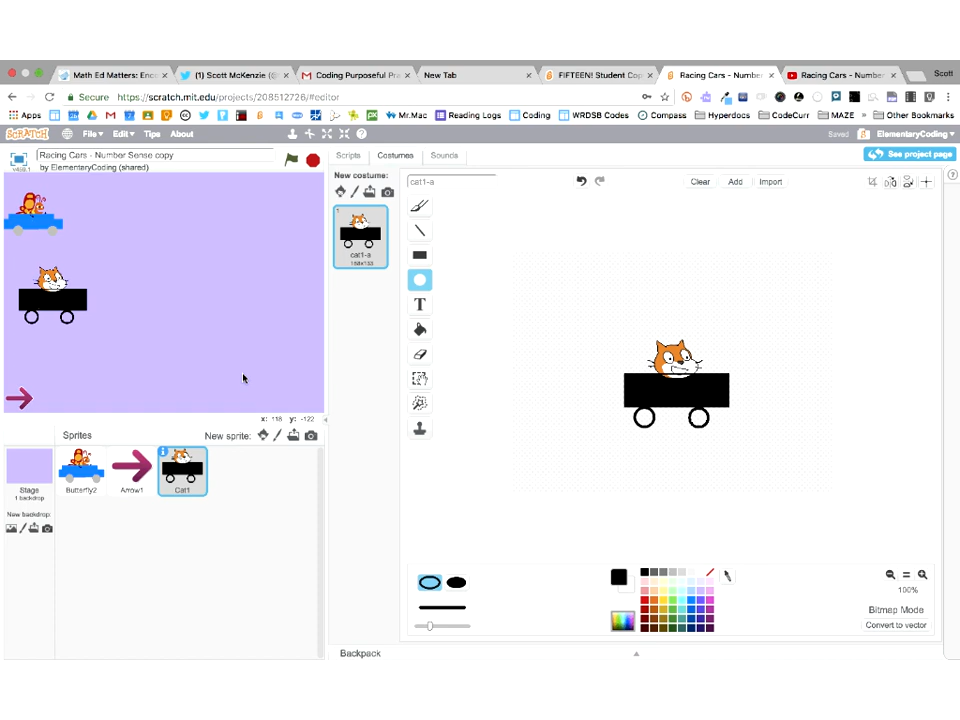 Math Ed Matters: Enc
(1) Scott McKenzie (@
Coding Purposeful Pra
New Tab
FIFTEEN! Student Cop
Racing Cars - Number
Racing Cars - Number
Scott
Secure https://scratch.mit.edu/projects/208512726/#editor
Apps
Mr.Mac
Reading Logs
Coding
WRDSB Codes
Compass
Hyperdocs
CodeCurr
MAZE
»
Other Bookmarks
SCRATCH
File
Edit
Tips
About
Saved
ElementaryCoding
Racing Cars - Number Sense copy
by ElementaryCoding (shared)
Scripts
Costumes
Sounds
See project page
New costume:
cat1-a
Clear
Add
Import
1
cat1-a
T
x: 118 y: -122
Sprites
New sprite:
Stage
1 backdrop
Butterfly2
Arrow1
Cat1
New backdrop:
100%
Bitmap Mode
Convert to vector
Backpack